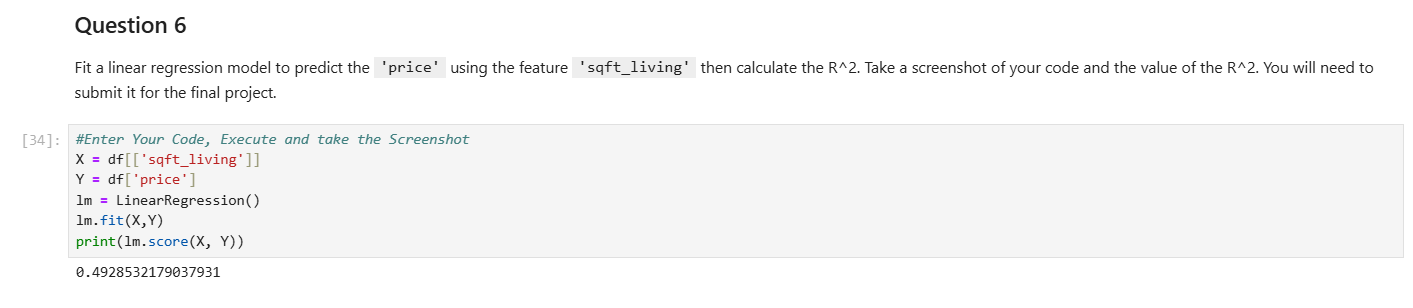 Question 6
Fit a linear regression model to predict the 'price' using the feature 'sqft_living' then calculate the R^2. Take a screenshot of your code and the value of the R^2. You will need to
submit it for the final project.
[34]: #Enter Your Code, Execute and take the Screenshot
X = df[['sqft_living']]
Y = df['price']
lm = LinearRegression()
lm.fit(X,Y)
print(lm.score(X, Y))
0.4928532179037931